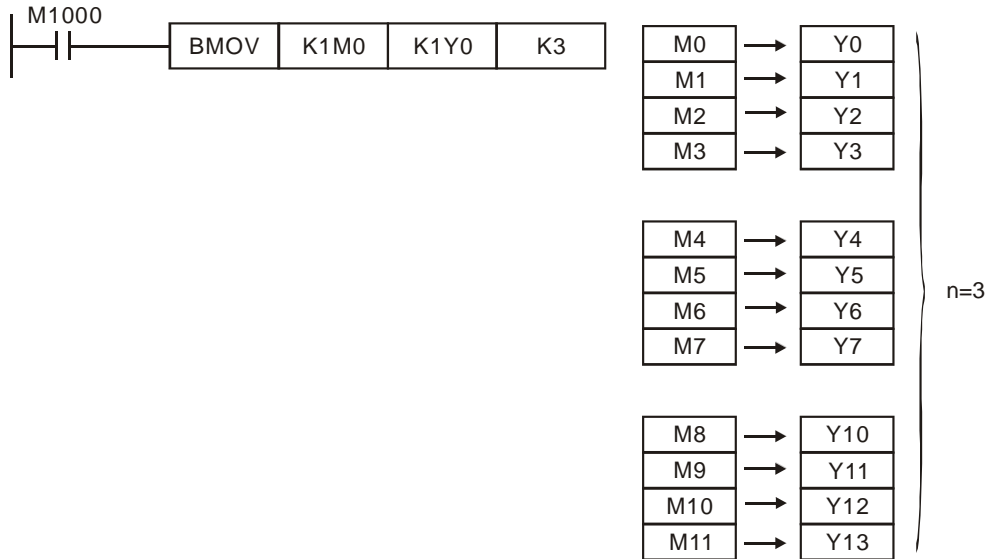 M1000
BMOV K1M0 K1Y0 K3
M0 Y0
M1 Y1
M2 Y2
M3 Y3
M4 Y4
M5 Y5
M6 Y6
M7 Y7
n=3
M8 Y10
M9 Y11
M10 Y12
M11 Y13